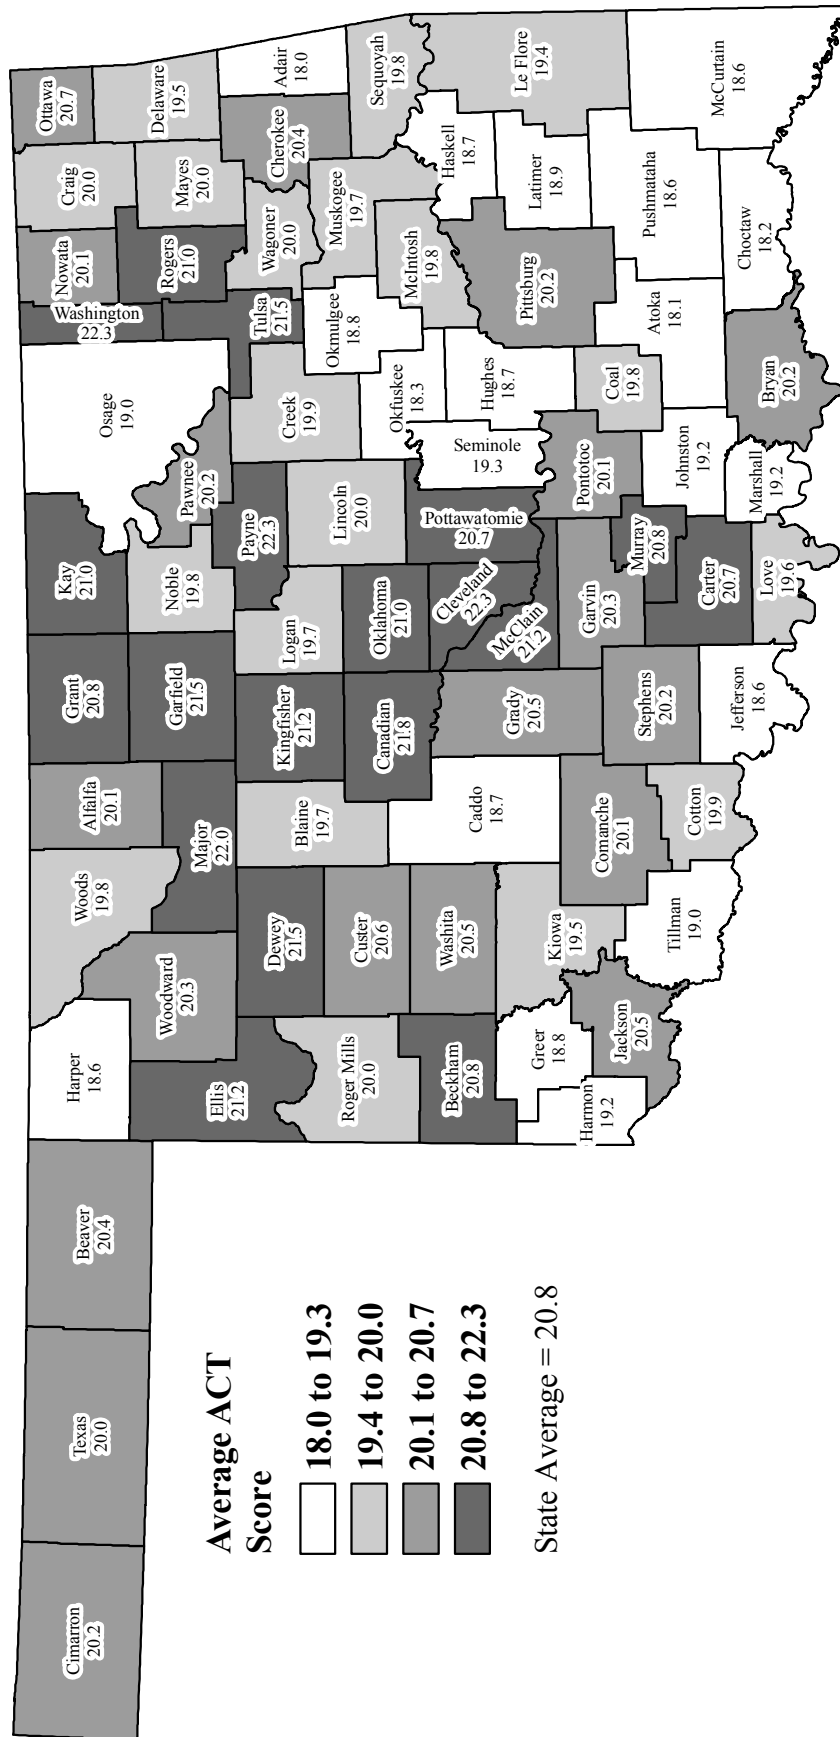 Cimarron
20.2
Texas
20.0
Beaver
20.4
Harper
18.6
Woods
19.8
Alfalfa
20.1
Grant
20.8
Kay
21.0
Osage
19.0
Washington
22.3
Nowata
20.1
Craig
20.0
Ottawa
20.7
Ellis
21.2
Woodward
20.3
Major
22.0
Garfield
21.5
Noble
19.8
Pawnee
20.2
Rogers
21.0
Mayes
20.0
Delaware
19.5
Roger Mills
20.0
Dewey
21.5
Blaine
19.7
Kingfisher
21.2
Logan
19.7
Payne
22.3
Creek
19.9
Tulsa
21.5
Wagoner
20.0
Cherokee
20.4
Adair
18.0
Custer
20.6
Canadian
21.8
Oklahoma
21.0
Lincoln
20.0
Okfuskee
18.3
Okmulgee
18.8
Muskogee
19.7
Sequoyah
19.8
Beckham
20.8
Washita
20.5
Caddo
18.7
Grady
20.5
Cleveland
22.3
McClain
21.2
Pottawatomie
20.7
Seminole
19.3
Hughes
18.7
McIntosh
19.8
Haskell
18.7
Le Flore
19.4
Harmon
19.2
Greer
18.8
Kiowa
19.5
Jackson
20.5
Comanche
20.1
Tillman
19.0
Cotton
19.9
Stephens
20.2
Garvin
20.3
Murray
20.8
Pontotoc
20.1
Coal
19.8
Pittsburg
20.2
Latimer
18.9
Jefferson
18.6
Carter
20.7
Love
19.6
Johnston
19.2
Marshall
19.2
Atoka
18.1
Bryan
20.2
Pushmataha
18.6
Choctaw
18.2
McCurtain
18.6
Average ACT
Score
18.0 to 19.3
19.4 to 20.0
20.1 to 20.7
20.8 to 22.3
State Average = 20.8